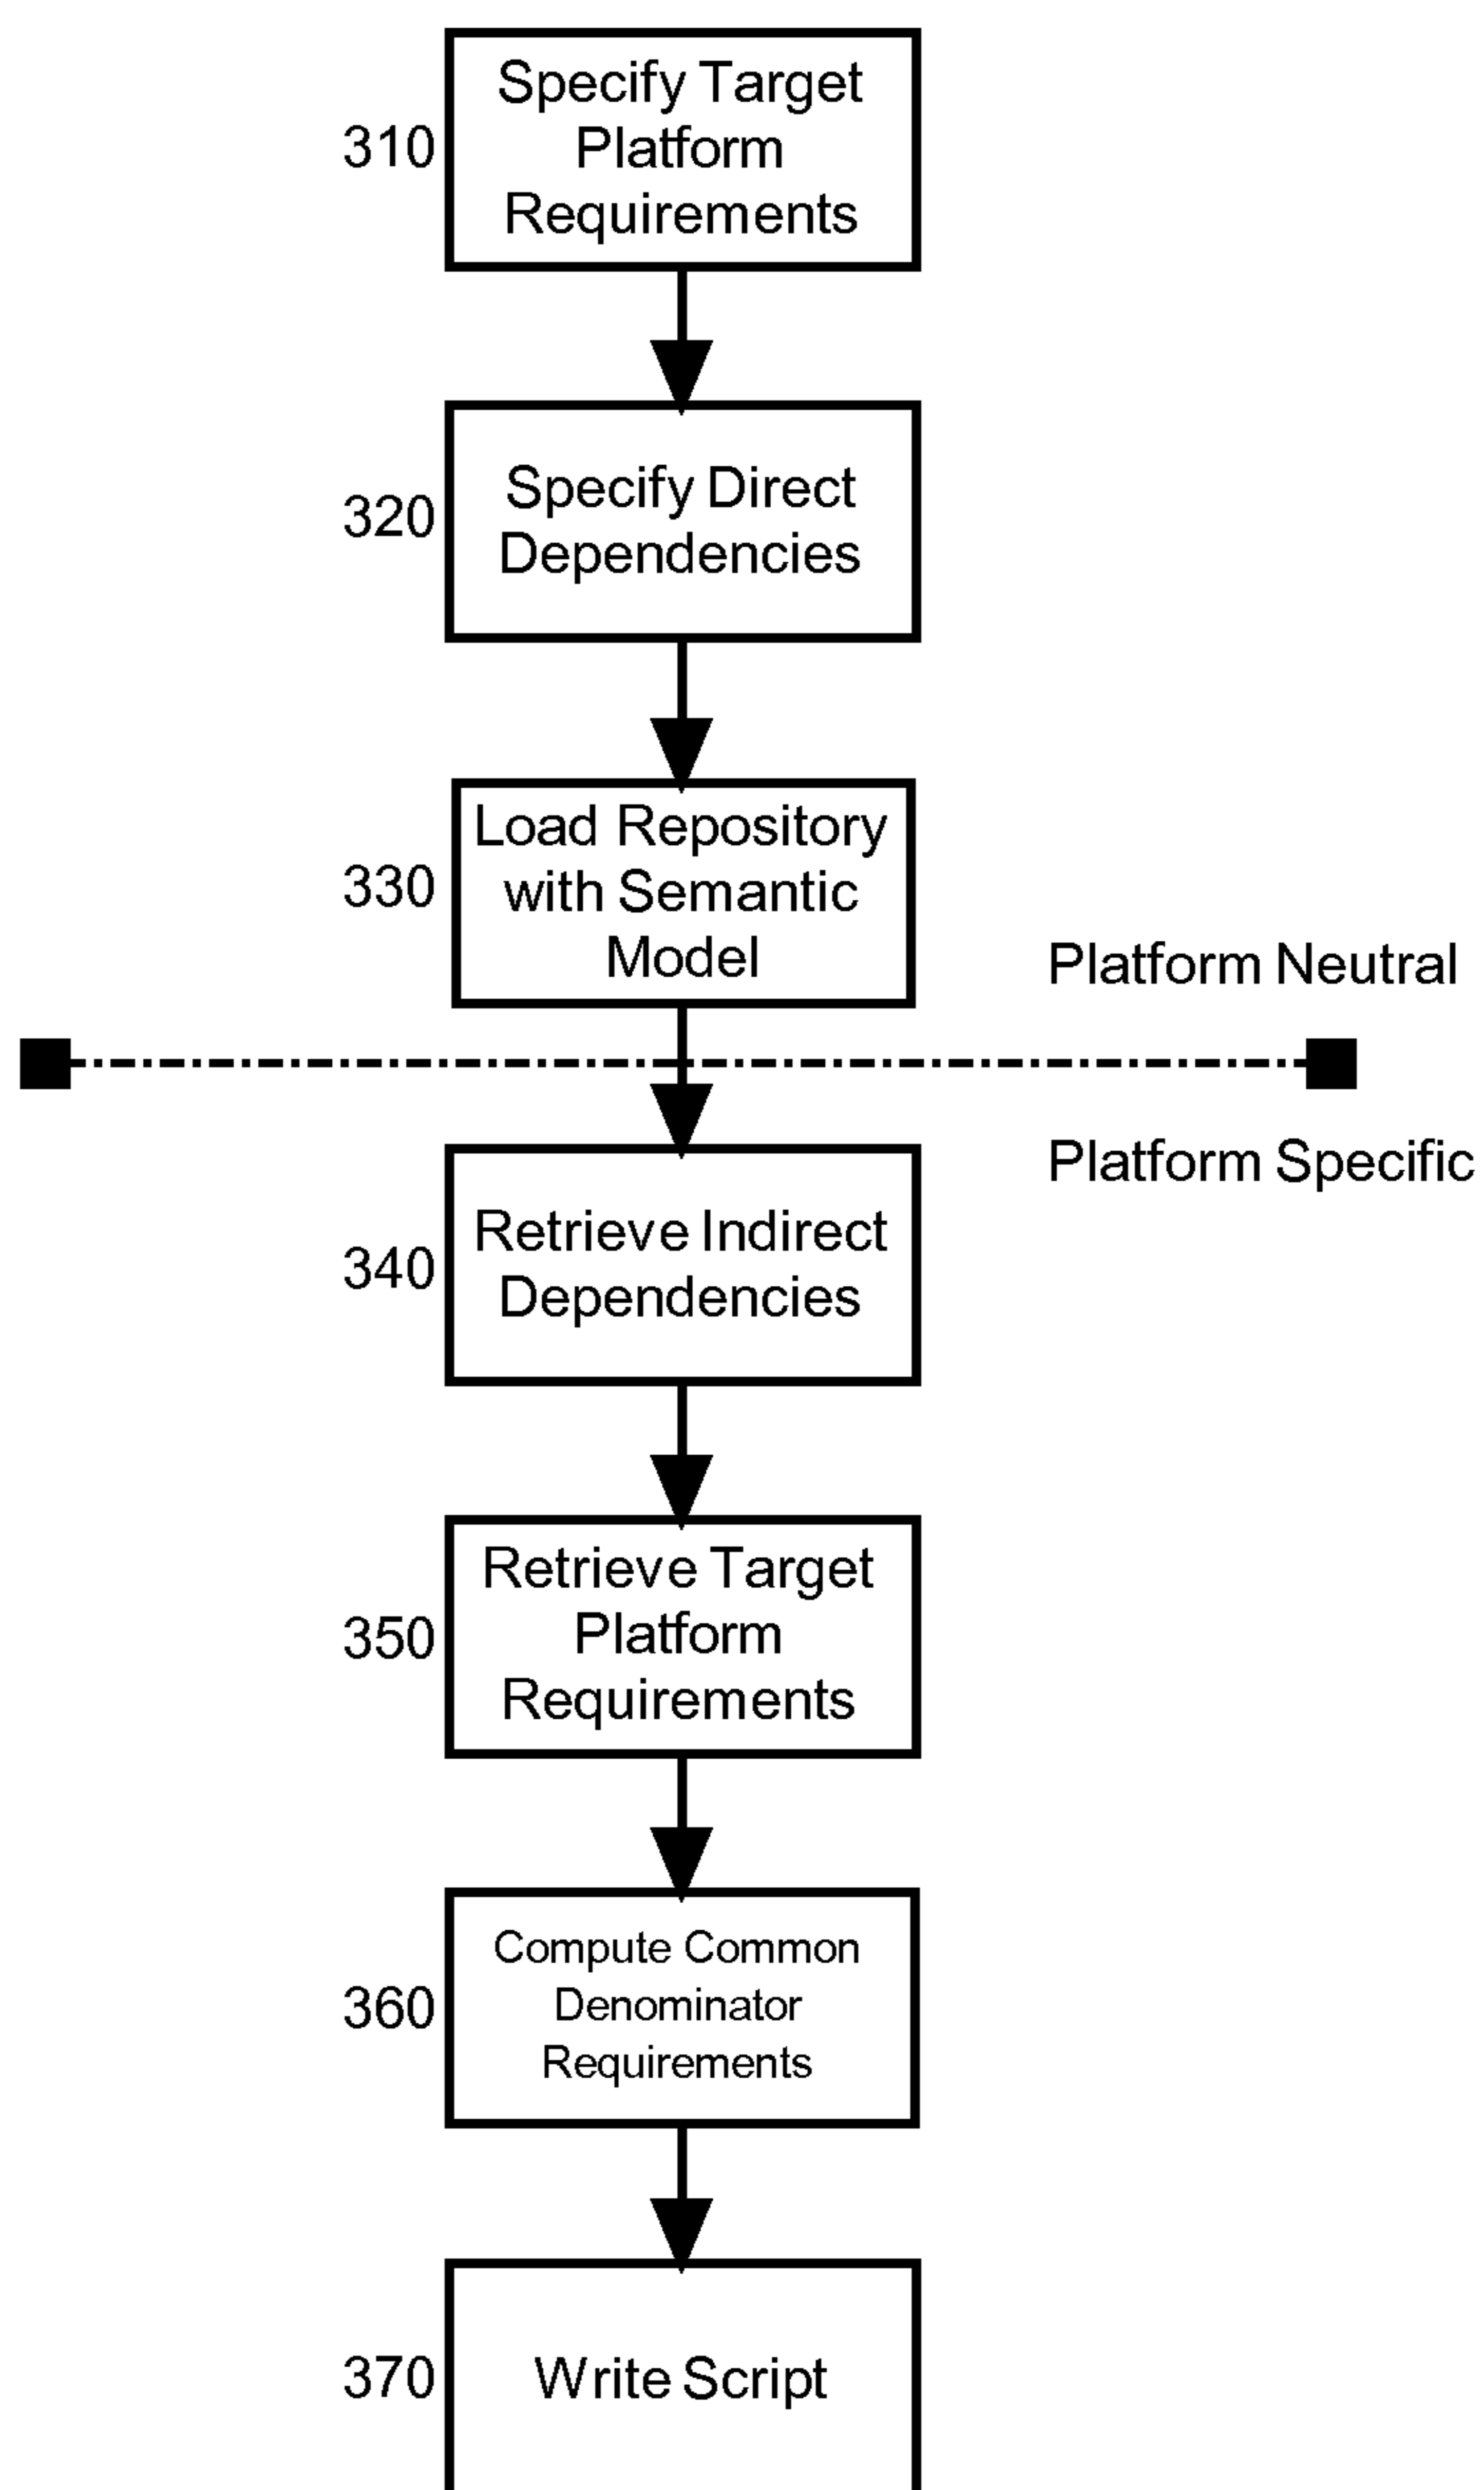 Specify Target
Platform
Requirements
310
Specify Direct
Dependencies
320
Load Repository
with Semantic
Model
330
Platform Neutral
Platform Specific
Retrieve Indirect
Dependencies
340
Retrieve Target
Platform
Requirements
350
Compute Common
Denominator
Requirements
360
370
Write Script